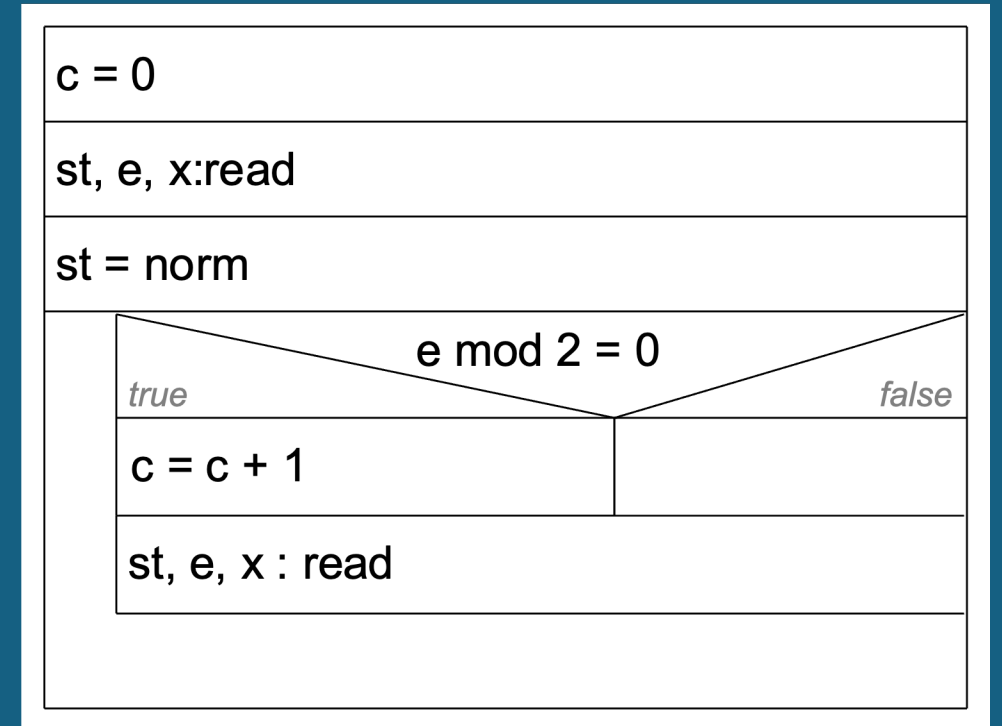 c = 0
st, e, x:read
st = norm
e mod 2 = 0
true
false
c = c + 1
st, e, x : read